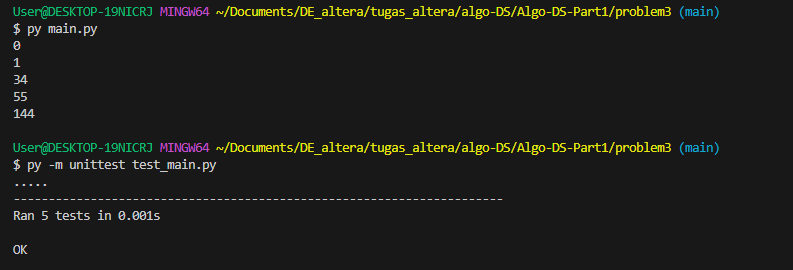 User@DESKTOP-19NICRJ MINGW64 ~/Documents/DE_altera/tugas_altera/algo-DS/Algo-DS-Part1/problem3 (main)
$ py main.py
0
1
34
55
144
User@DESKTOP-19NICRJ MINGW64 ~/Documents/DE_altera/tugas_altera/algo-DS/Algo-DS-Part1/problem3 (main)
$ py -m unittest test_main.py
.....
----------------------------------------------------------------------
Ran 5 tests in 0.001s
OK